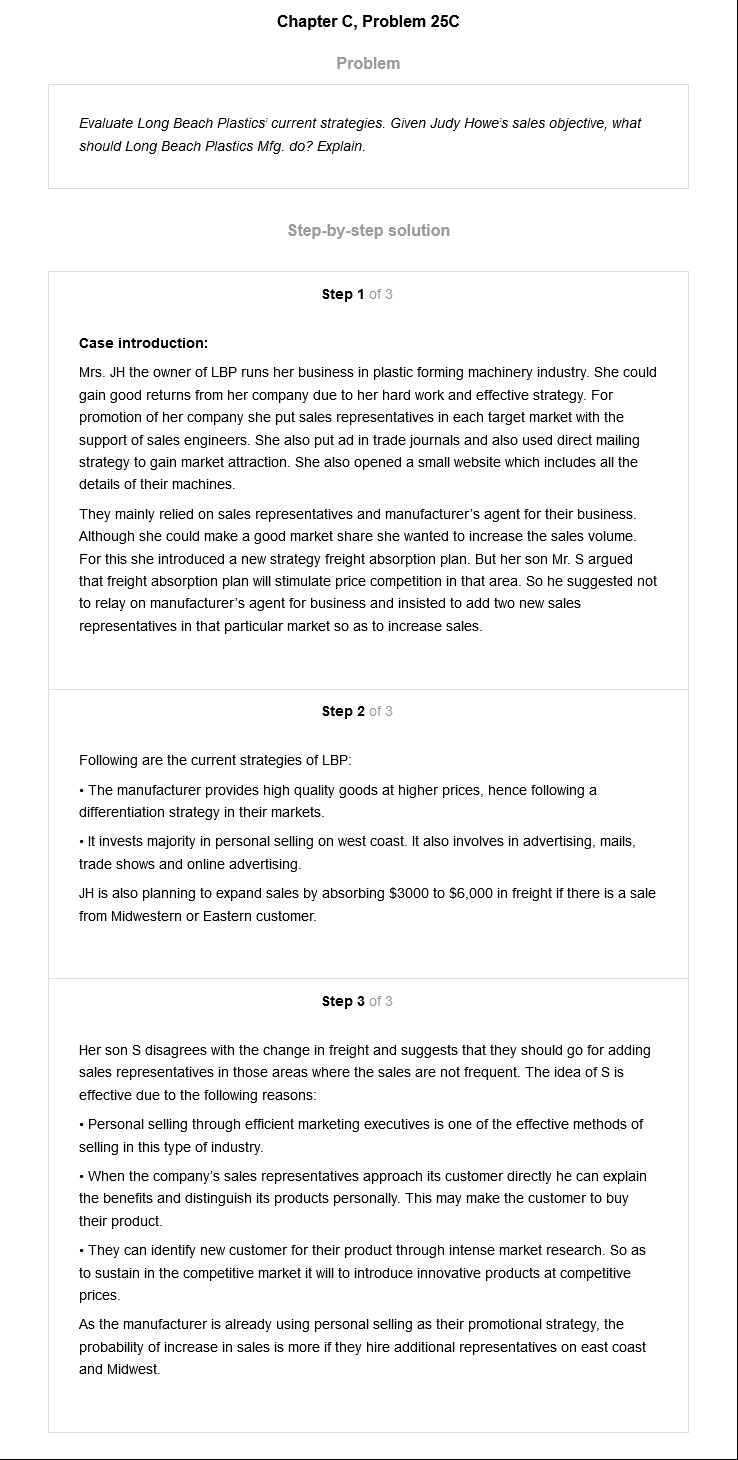 Chapter C, Problem 25C
Problem
Evaluate Long Beach Plastics' current strategies. Given Judy Howe's sales objective, what
should Long Beach Plastics Mfg. do? Explain.
Step-by-step solution
Step 1 of 3
Case introduction:
Mrs. JH the owner of LBP runs her business in plastic forming machinery industry. She could
gain good returns from her company due to her hard work and effective strategy. For
promotion of her company she put sales representatives in each target market with the
support of sales engineers. She also put ad in trade journals and also used direct mailing
strategy to gain market attraction. She also opened a small website which includes all the
details of their machines.
They mainly relied on sales representatives and manufacturer's agent for their business.
Although she could make a good market share she wanted to increase the sales volume.
For this she introduced a new strategy freight absorption plan. But her son Mr. S argued
that freight absorption plan will stimulate price competition in that area. So he suggested not
to relay on manufacturer's agent for business and insisted to add two new sales
representatives in that particular market so as to increase sales.
Step 2 of 3
Following are the current strategies of LBP:
• The manufacturer provides high quality goods at higher prices, hence following a
differentiation strategy in their markets.
• It invests majority in personal selling on west coast. It also involves in advertising, mails,
trade shows and online advertising.
JH is also planning to expand sales by absorbing $3000 to $6,000 in freight if there is a sale
from Midwestern or Eastern customer.
Step 3 of 3
Her son S disagrees with the change in freight and suggests that they should go for adding
sales representatives in those areas where the sales are not frequent. The idea of S is
effective due to the following reasons:
• Personal selling through efficient marketing executives is one of the effective methods of
selling in this type of industry.
• When the company's sales representatives approach its customer directly he can explain
the benefits and distinguish its products personally. This may make the customer to buy
their product.
• They can identify new customer for their product through intense market research. So as
to sustain in the competitive market it will to introduce innovative products at competitive
prices.
As the manufacturer is already using personal selling as their promotional strategy, the
probability of increase in sales is more if they hire additional representatives on east coast
and Midwest.